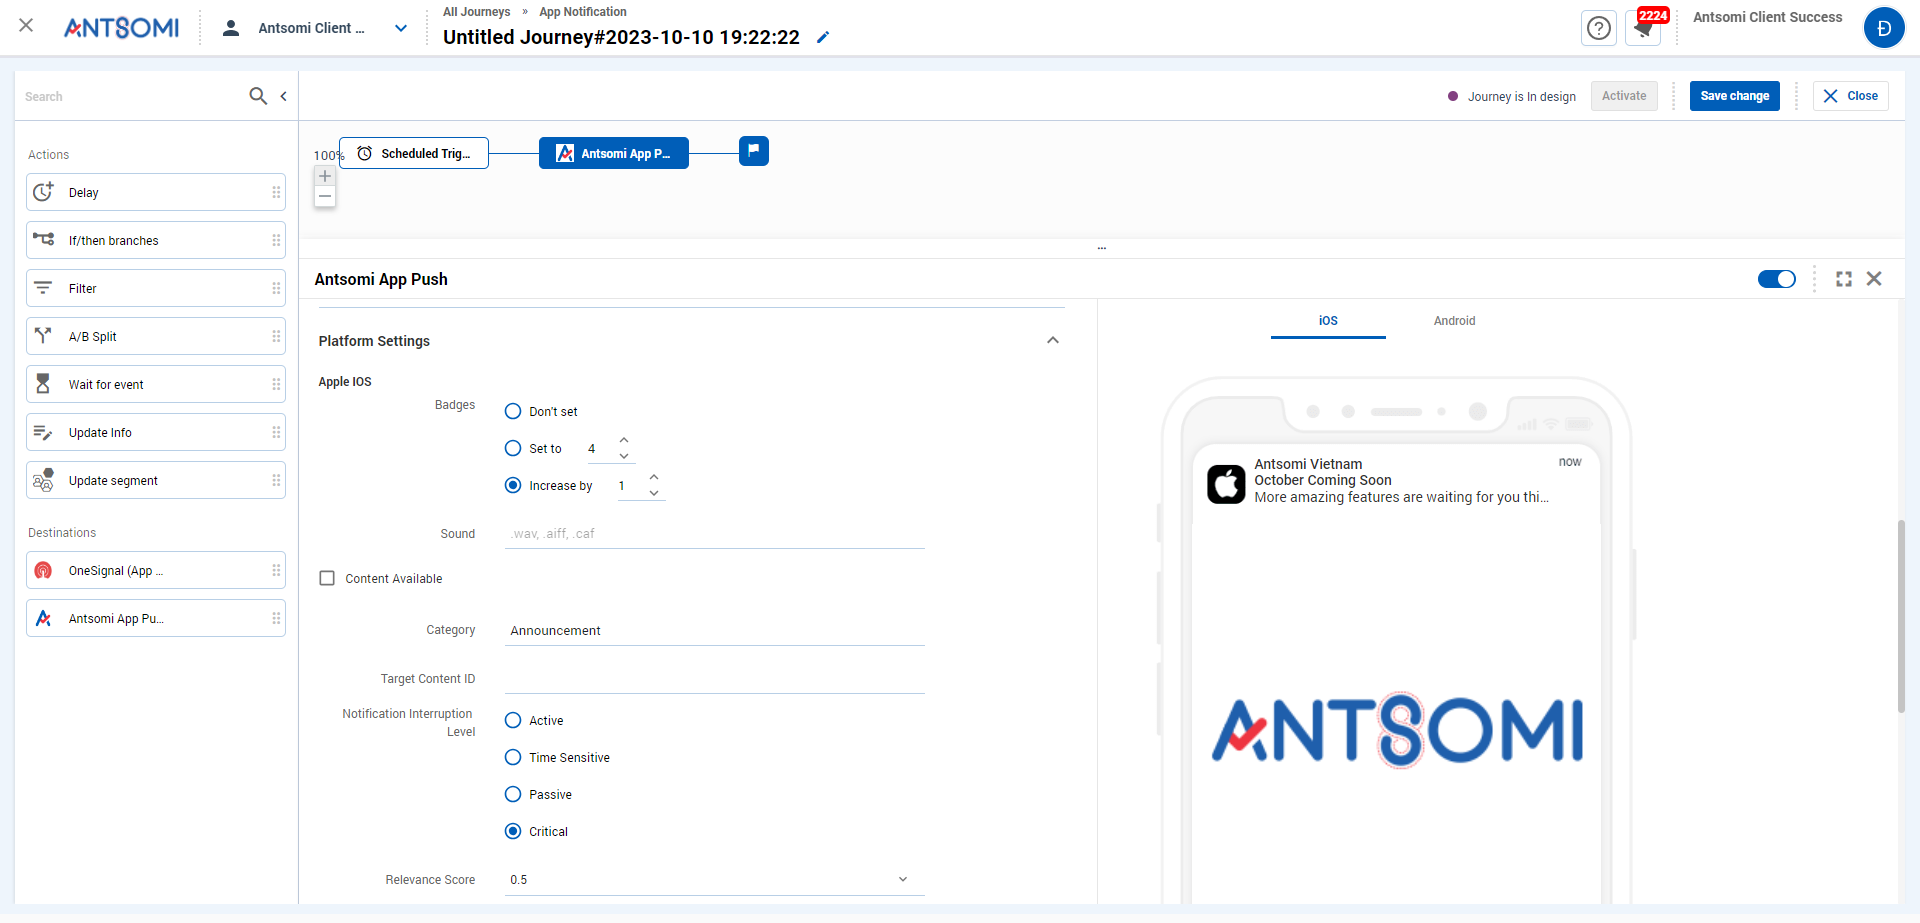 ANTSOMI
Antsomi Client ...
All Journeys » App Notification
Untitled Journey#2023-10-10 19:22:22
2224
Antsomi Client Success
Đ
Search
Journey is In design
Activate
Save change
Close
Actions
Delay
If/then branches
Filter
A/B Split
Wait for event
Update Info
Update segment
Destinations
OneSignal (App ...
Antsomi App Pu...
100%
Scheduled Trig...
Antsomi App P...
...
Antsomi App Push
Platform Settings
Apple IOS
Badges
Don't set
Set to 4
Increase by 1
Sound .wav, .aiff, .caf
Content Available
Category Announcement
Target Content ID
Notification Interruption
Level
Active
Time Sensitive
Passive
Critical
Relevance Score 0.5
iOS
Android
Antsomi Vietnam now
October Coming Soon
More amazing features are waiting for you thi...
ANTSOMI